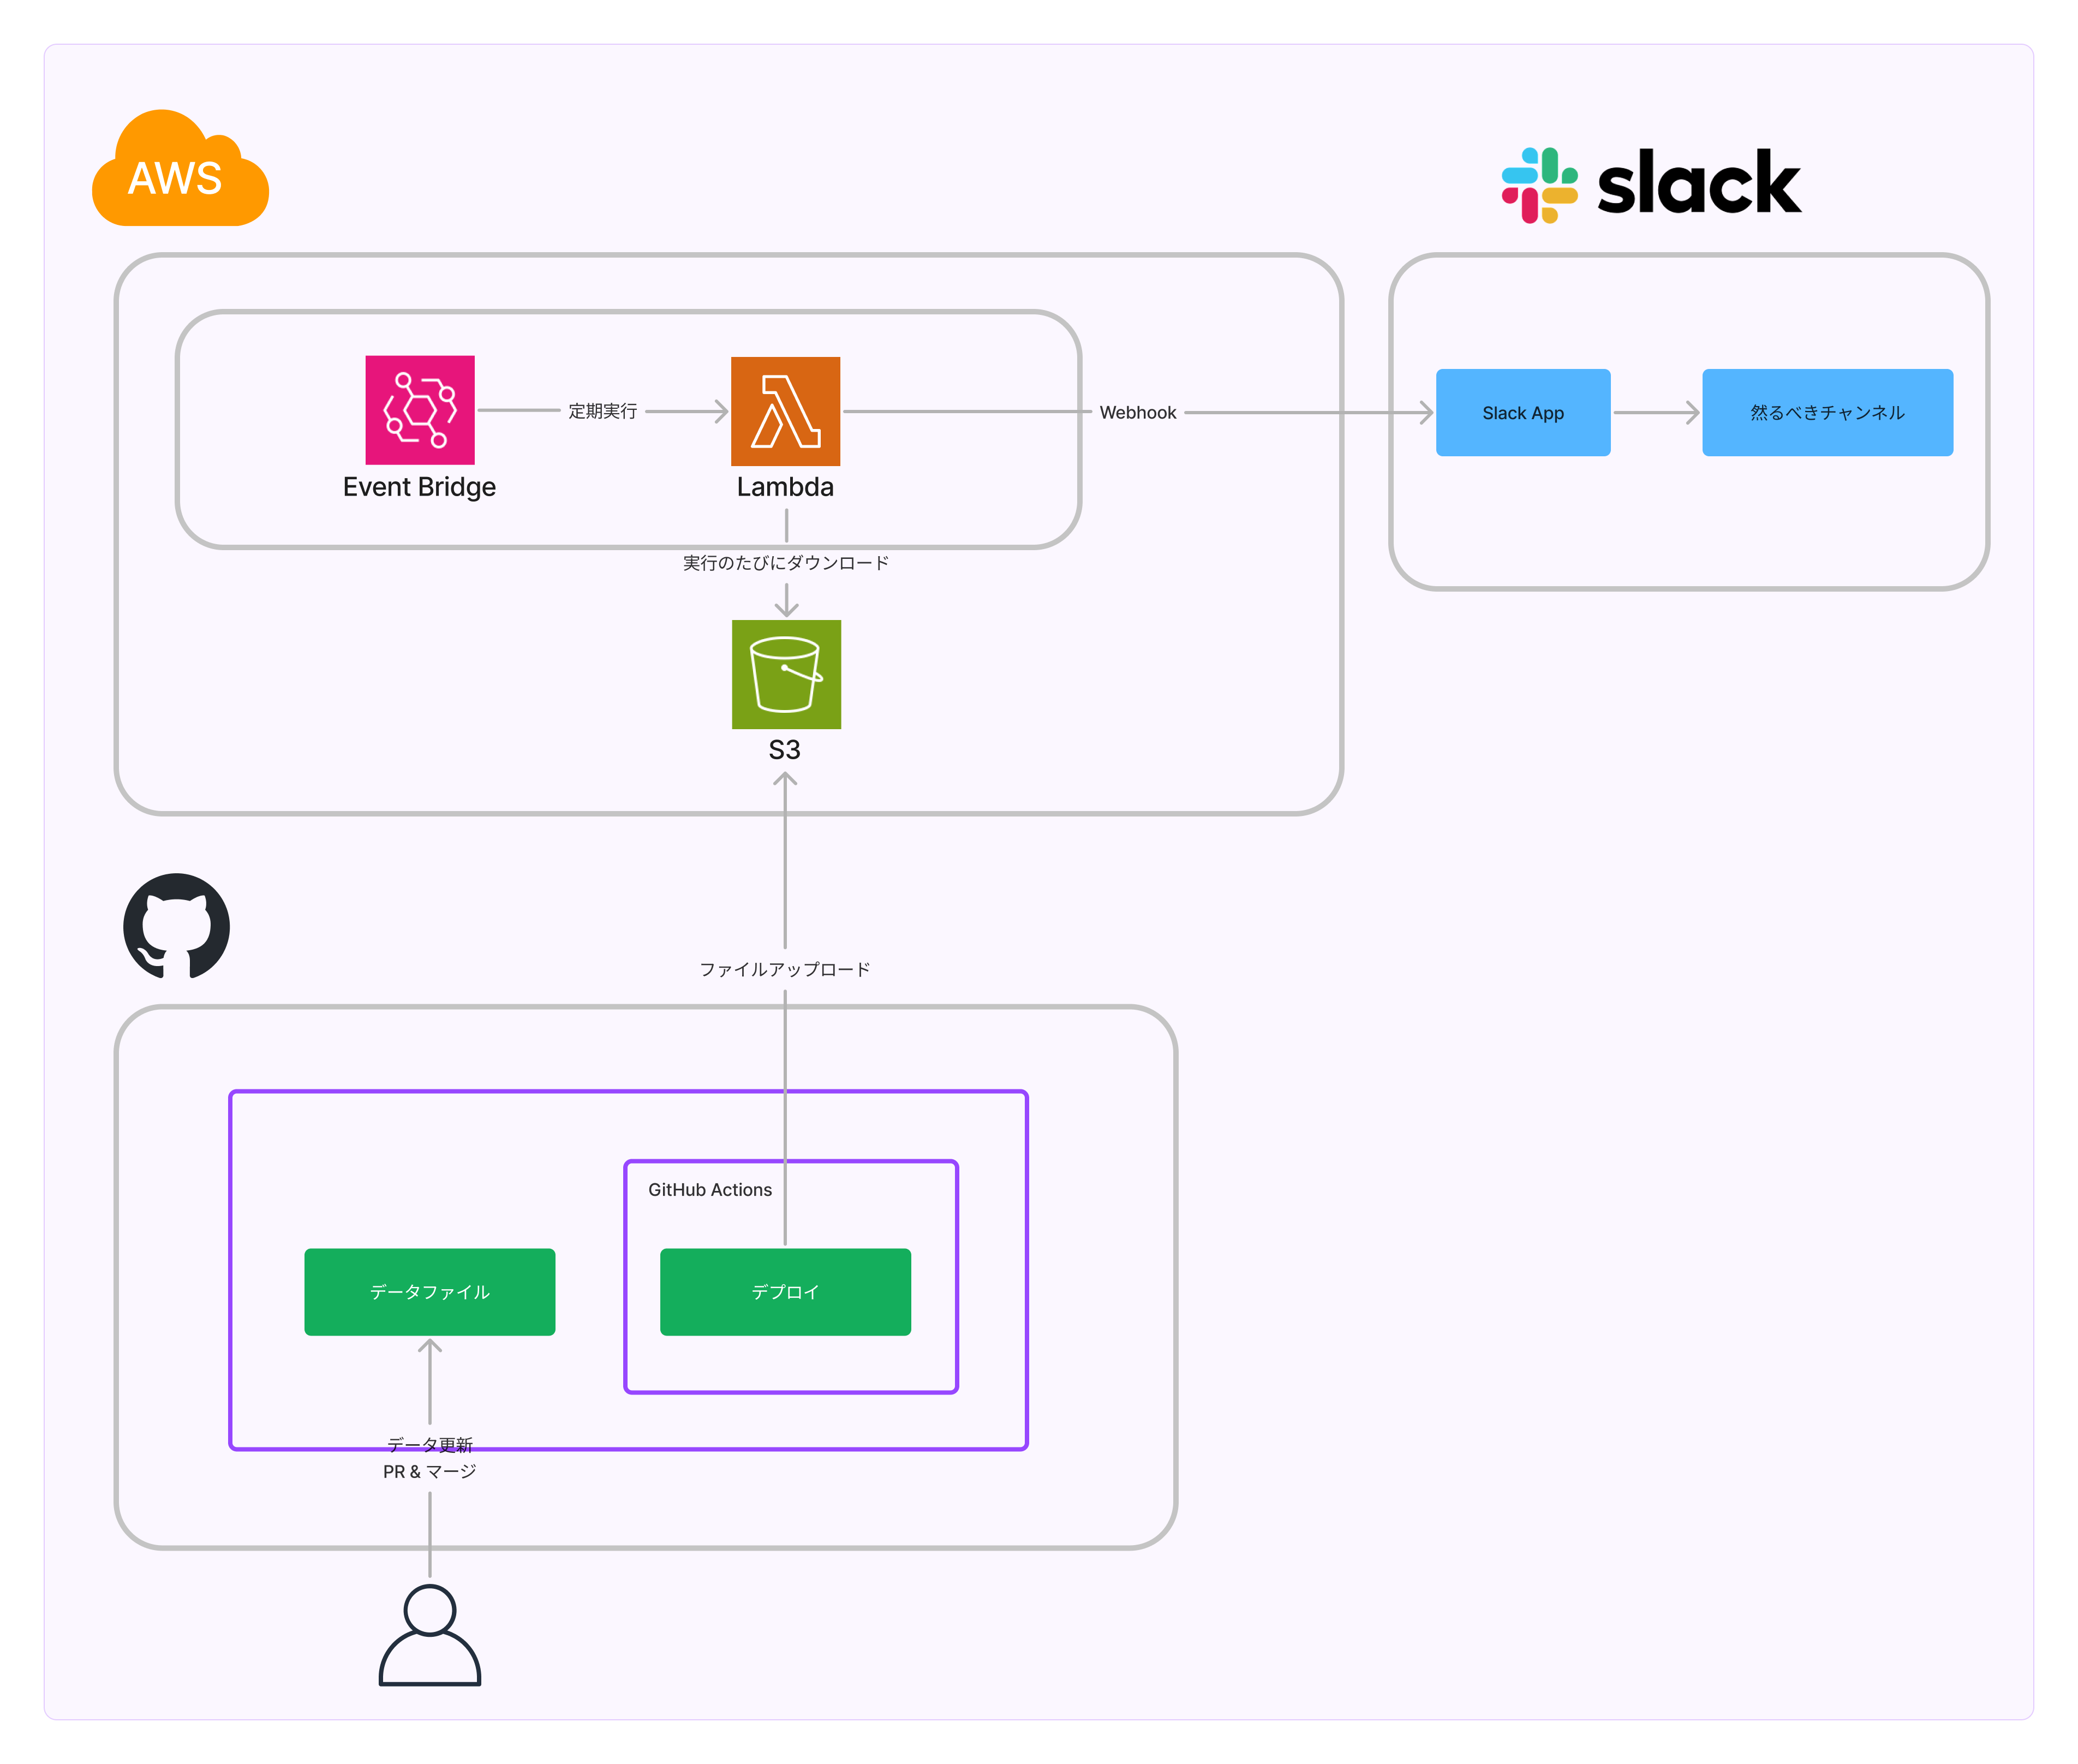 AWS
slack
定期実行
Webhook
Slack App
然るべきチャンネル
Event Bridge
Lambda
実行のたびにダウンロード
S3
ファイルアップロード
GitHub Actions
データファイル
デプロイ
データ更新
PR & マージ